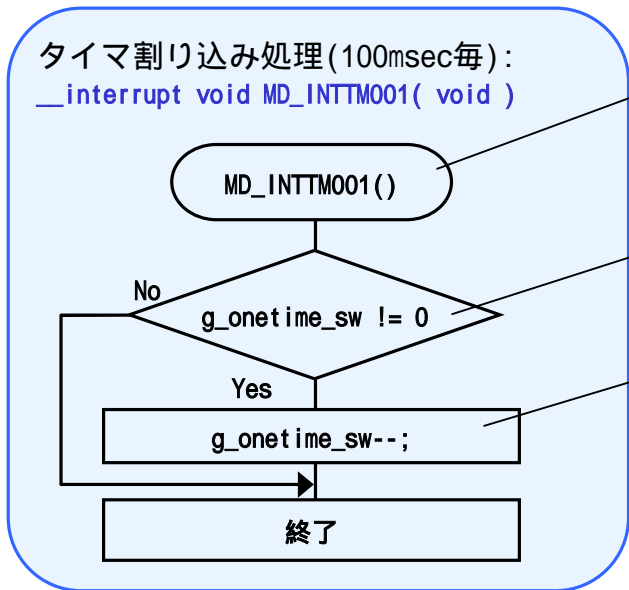 タイマ割り込み処理(100msec毎):
__interrupt void MD_INTTM001( void )
MD_INTTM001()
No
g_onetime_sw != 0
Yes
g_onetime_sw--;
終了